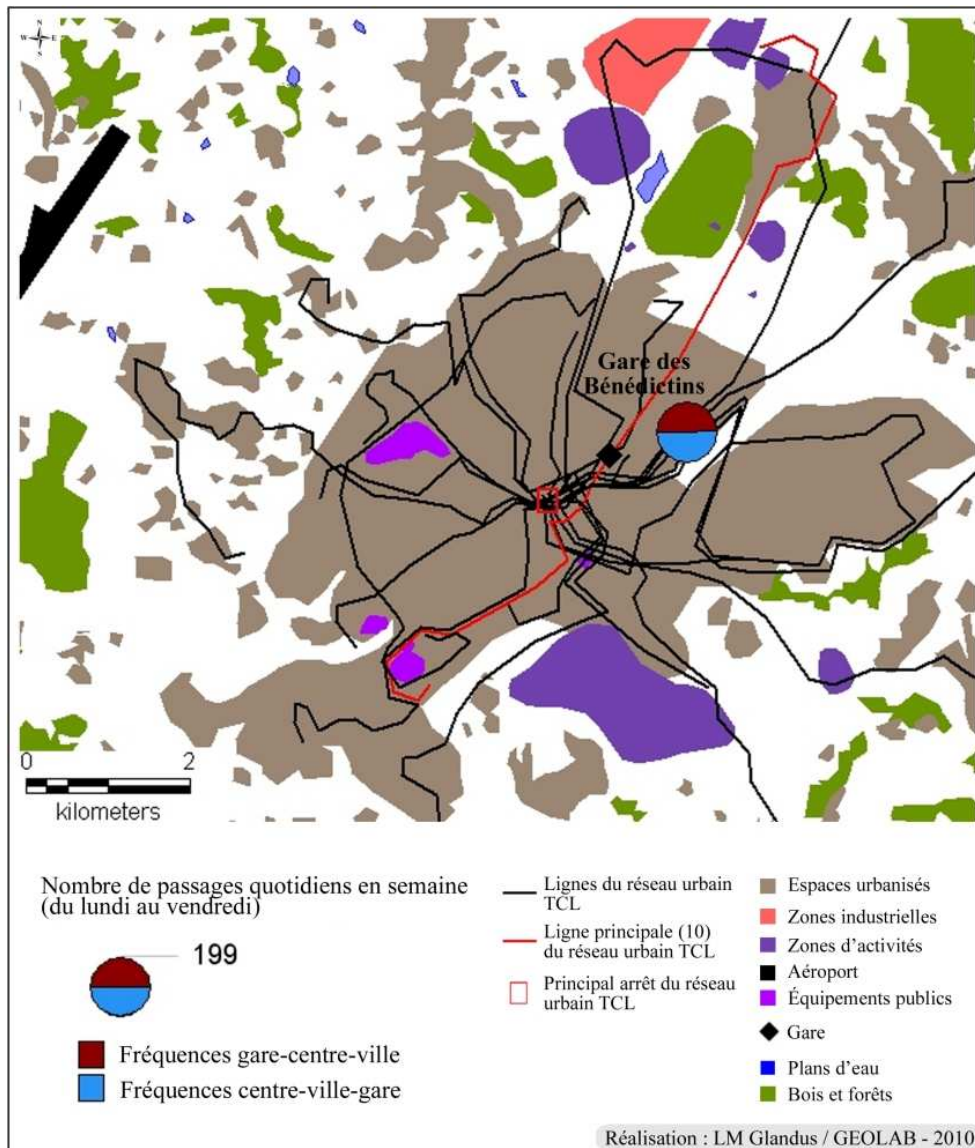 N
W E
S
Gare des
Bénédictins
0 2
kilometers
Nombre de passages quotidiens en semaine
(du lundi au vendredi)
199
Fréquences gare-centre-ville
Fréquences centre-ville-gare
Lignes du réseau urbain
TCL
Ligne principale (10)
du réseau urbain TCL
Principal arrêt du réseau
urbain TCL
Espaces urbanisés
Zones industrielles
Zones d'activités
Aéroport
Équipements publics
Gare
Plans d'eau
Bois et forêts
Réalisation : LM Glandus / GEOLAB - 2010